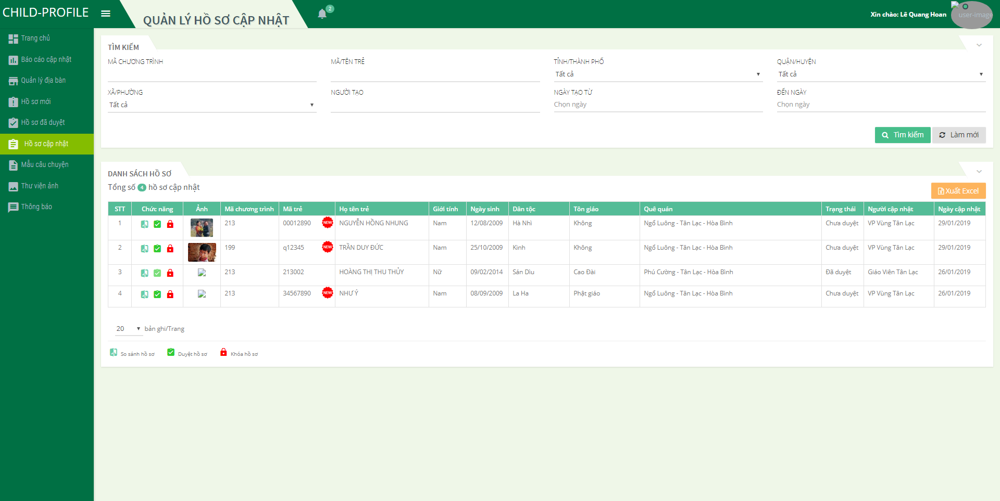 CHILD-PROFILE
QUẢN LÝ HỒ SƠ CẬP NHẬT
2
Xin chào: Lê Quang Hoan
user-image
Trang chủ
Báo cáo cập nhật
Quản lý địa bàn
Hồ sơ mới
Hồ sơ đã duyệt
Hồ sơ cập nhật
Mẫu câu chuyện
Thư viện ảnh
Thông báo
TÌM KIẾM
MÃ CHƯƠNG TRÌNH MÃ/TÊN TRẺ TỈNH/THÀNH PHỐ QUẬN/HUYỆN
Tất cả Tất cả
XÃ/PHƯỜNG NGƯỜI TẠO NGÀY TẠO TỪ ĐẾN NGÀY
Tất cả Chọn ngày Chọn ngày
Tìm kiếm Làm mới
DANH SÁCH HỒ SƠ
Tổng số 4 hồ sơ cập nhật
Xuất Excel
STT Chức năng Ảnh Mã chương trình Mã trẻ Họ tên trẻ Giới tính Ngày sinh Dân tộc Tôn giáo Quê quán Trạng thái Người cập nhật Ngày cập nhật
1 213 00012890 NEW NGUYỄN HỒNG NHUNG Nam 12/08/2009 Hà Nhì Không Ngổ Luông - Tân Lạc - Hòa Bình Chưa duyệt VP Vùng Tân Lạc 29/01/2019
2 199 q12345 NEW TRẦN DUY ĐỨC Nam 25/10/2009 Kinh Không Ngổ Luông - Tân Lạc - Hòa Bình Chưa duyệt VP Vùng Tân Lạc 29/01/2019
3 213 213002 HOÀNG THỊ THU THỦY Nữ 09/02/2014 Sán Dìu Cao Đài Phú Cường - Tân Lạc - Hòa Bình Đã duyệt Giáo Viên Tân Lạc 26/01/2019
4 213 34567890 NEW NHƯ Ý Nam 08/09/2009 La Ha Phật giáo Ngổ Luông - Tân Lạc - Hòa Bình Chưa duyệt VP Vùng Tân Lạc 26/01/2019
20 bản ghi/Trang
So sánh hồ sơ Duyệt hồ sơ Khóa hồ sơ